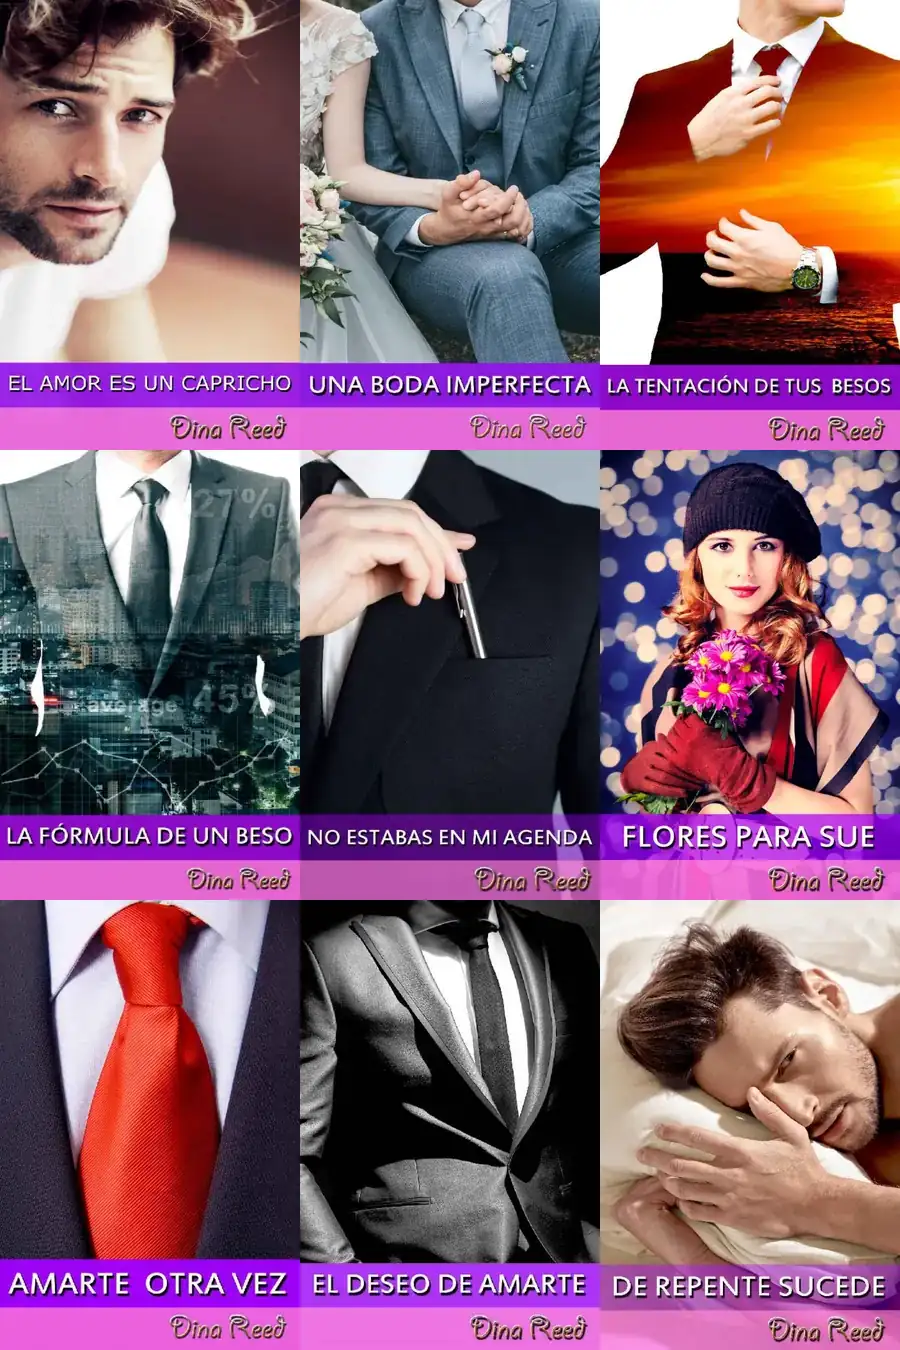 EL AMOR ES UN CAPRICHO
Dina Reed
UNA BODA IMPERFECTA
Dina Reed
LA TENTACIÓN DE TUS BESOS
Dina Reed
27%
average 45%
LA FÓRMULA DE UN BESO
Dina Reed
NO ESTABAS EN MI AGENDA
Dina Reed
FLORES PARA SUE
Dina Reed
AMARTE OTRA VEZ
Dina Reed
EL DESEO DE AMARTE
Dina Reed
DE REPENTE SUCEDE
Dina Reed